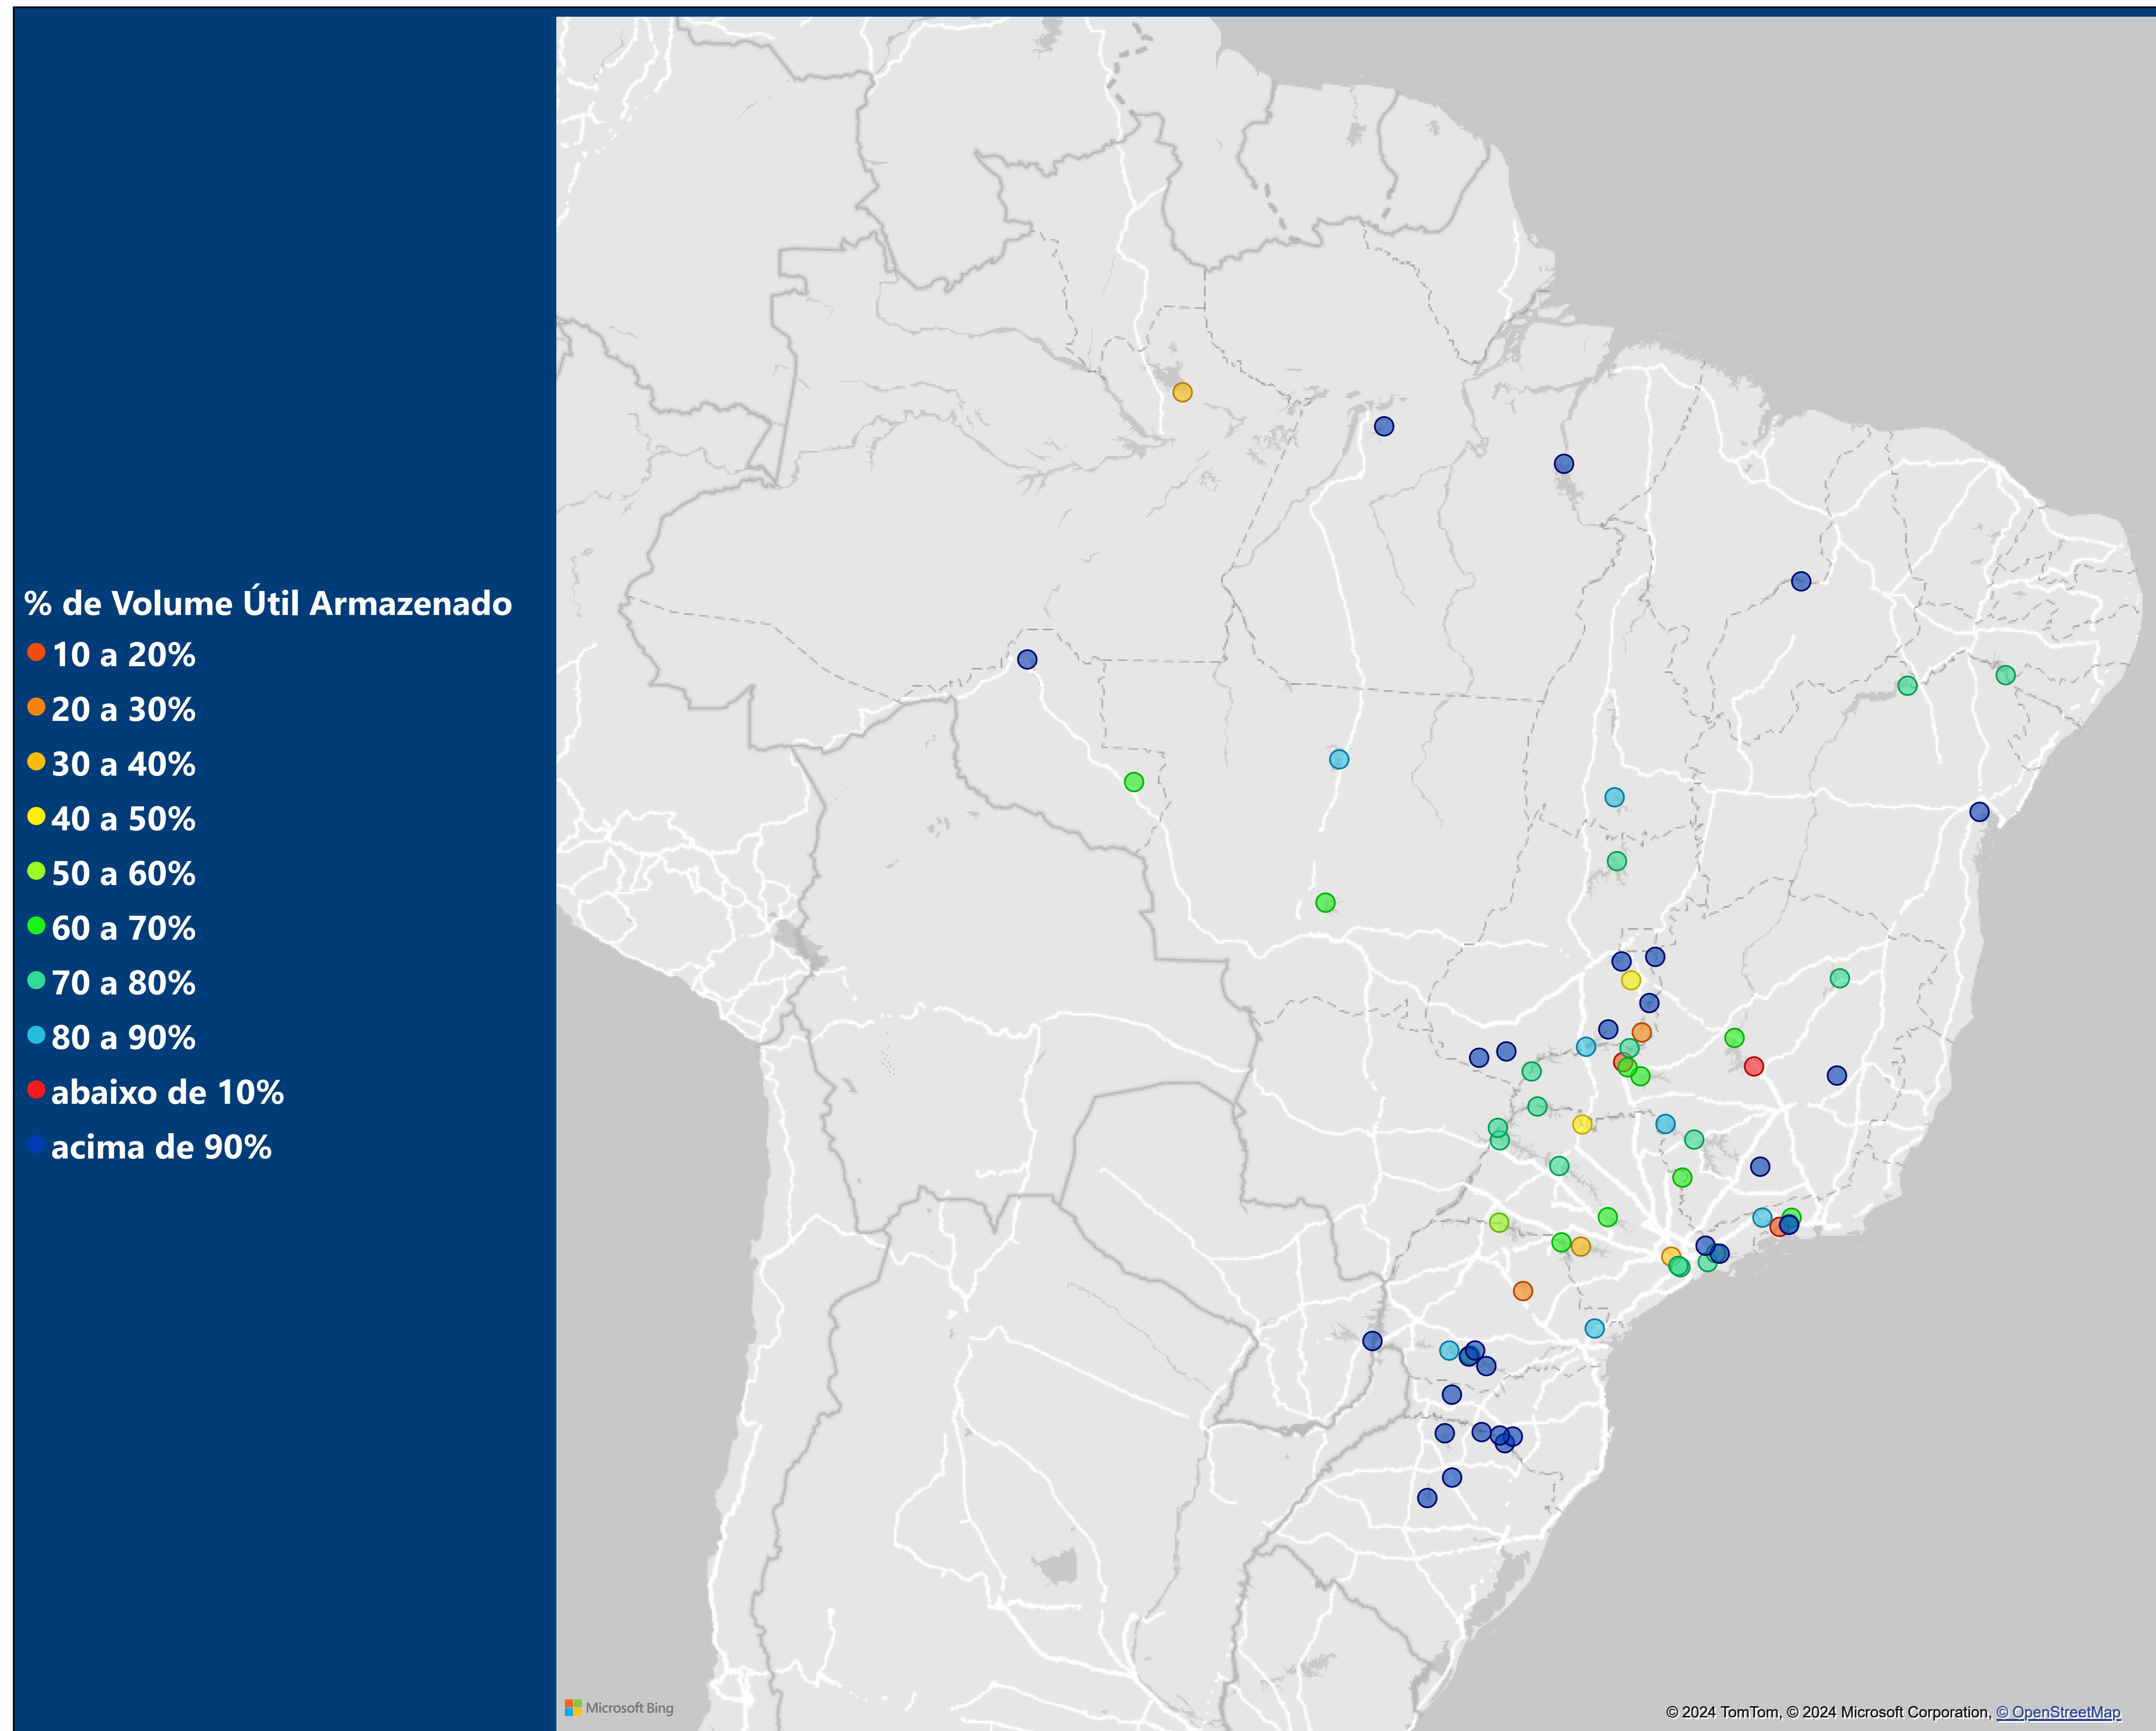 % de Volume Útil Armazenado
10 a 20%
20 a 30%
30 a 40%
40 a 50%
50 a 60%
60 a 70%
70 a 80%
80 a 90%
abaixo de 10%
acima de 90%
Microsoft Bing
© 2024 TomTom, © 2024 Microsoft Corporation, © OpenStreetMap